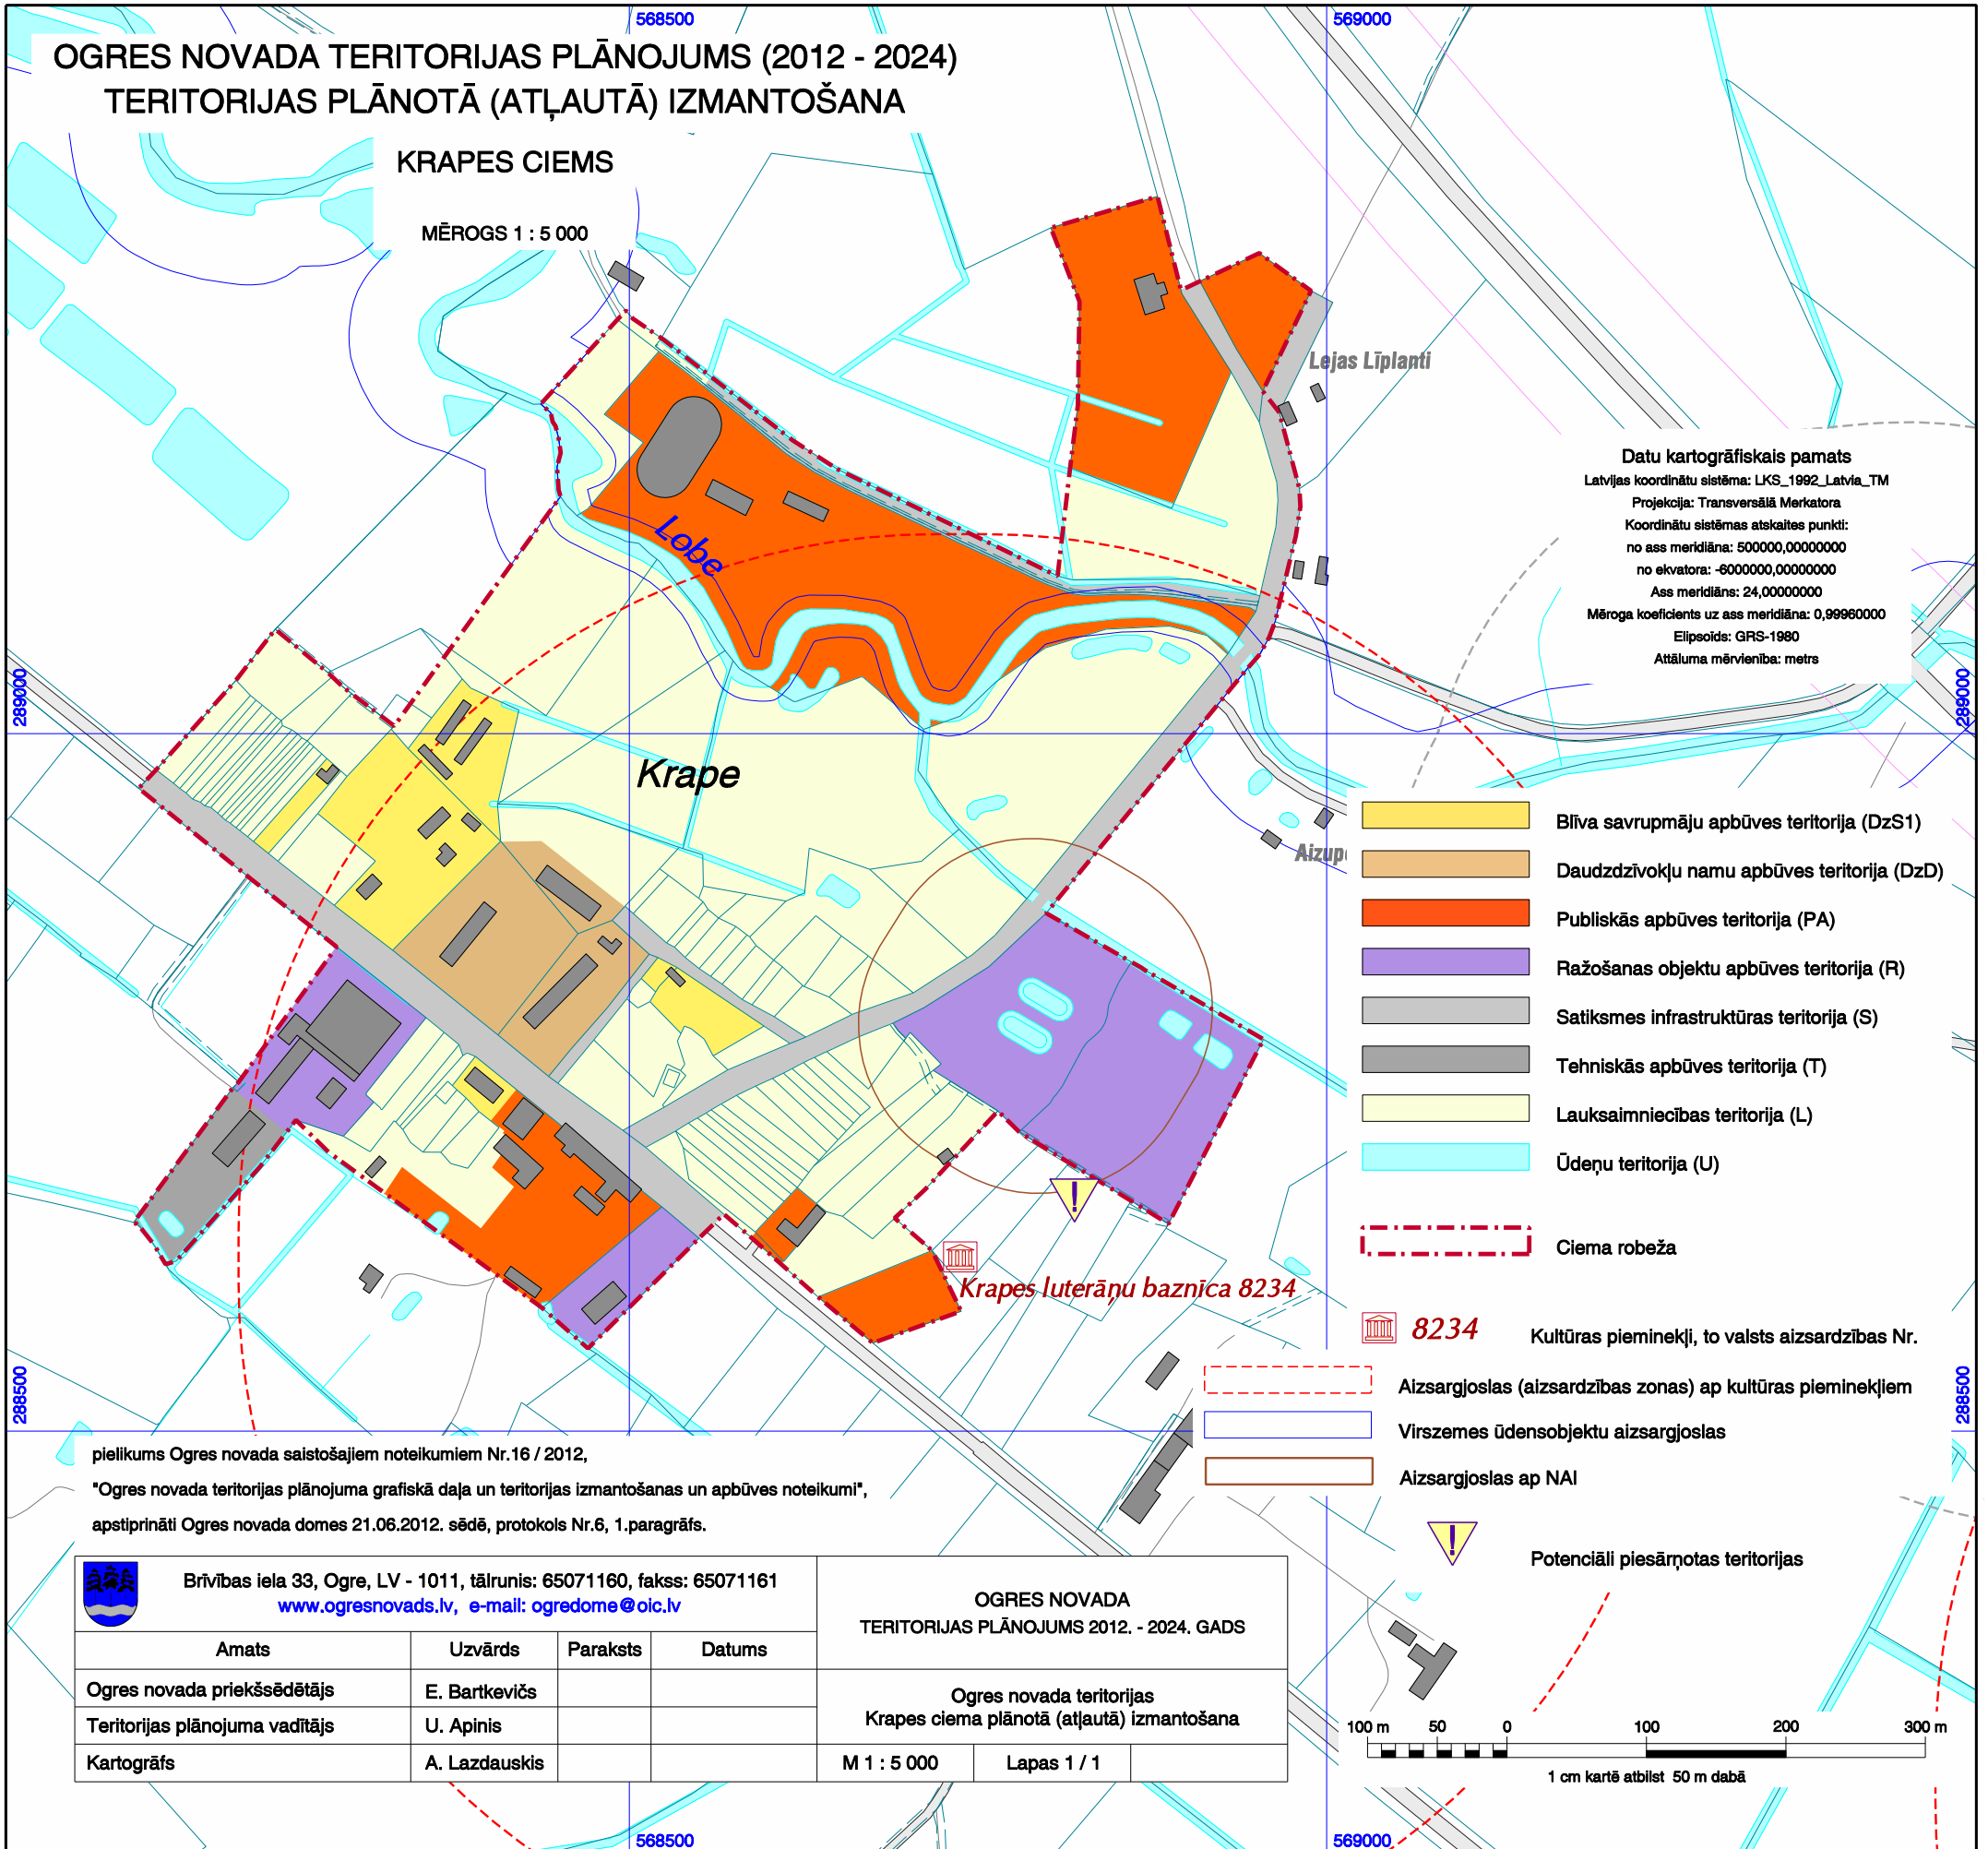 568500
569000
OGRES NOVADA TERITORIJAS PLĀNOJUMS (2012 - 2024)
TERITORIJAS PLĀNOTĀ (ATĻAUTĀ) IZMANTOŠANA
KRAPES CIEMS
MĒROGS 1 : 5 000
Lejas Līplanti
Datu kartogrāfiskais pamats
Latvijas koordinātu sistēma: LKS_1992_Latvia_TM
Projekcija: Transversālā Merkatora
Koordinātu sistēmas atskaites punkti:
no ass meridiāna: 500000,00000000
no ekvatora: -6000000,00000000
Ass meridiāns: 24,00000000
Mēroga koeficients uz ass meridiāna: 0,99960000
Elipsoīds: GRS-1980
Attāluma mērvienība: metrs
Lobe
289000
289000
Krape
Aizup
Blīva savrupmāju apbūves teritorija (DzS1)
Daudzdzīvokļu namu apbūves teritorija (DzD)
Publiskās apbūves teritorija (PA)
Ražošanas objektu apbūves teritorija (R)
Satiksmes infrastruktūras teritorija (S)
Tehniskās apbūves teritorija (T)
Lauksaimniecības teritorija (L)
Ūdeņu teritorija (U)
Ciema robeža
Krapes luterāņu baznīca 8234
8234 Kultūras pieminekļi, to valsts aizsardzības Nr.
Aizsargjoslas (aizsardzības zonas) ap kultūras pieminekļiem
Virszemes ūdensobjektu aizsargjoslas
Aizsargjoslas ap NAI
Potenciāli piesārņotas teritorijas
288500
288500
pielikums Ogres novada saistošajiem noteikumiem Nr.16 / 2012,
"Ogres novada teritorijas plānojuma grafiskā daļa un teritorijas izmantošanas un apbūves noteikumi",
apstiprināti Ogres novada domes 21.06.2012. sēdē, protokols Nr.6, 1.paragrāfs.
Brīvības iela 33, Ogre, LV - 1011, tālrunis: 65071160, fakss: 65071161
www.ogresnovads.lv, e-mail: ogredome@oic.lv
OGRES NOVADA
TERITORIJAS PLĀNOJUMS 2012. - 2024. GADS
Amats Uzvārds Paraksts Datums
Ogres novada priekšsēdētājs E. Bartkevičs
Teritorijas plānojuma vadītājs U. Apinis
Kartogrāfs A. Lazdauskis
Ogres novada teritorijas
Krapes ciema plānotā (atļautā) izmantošana
M 1 : 5 000 Lapas 1 / 1
100 m 50 0 100 200 300 m
1 cm kartē atbilst 50 m dabā
568500
569000